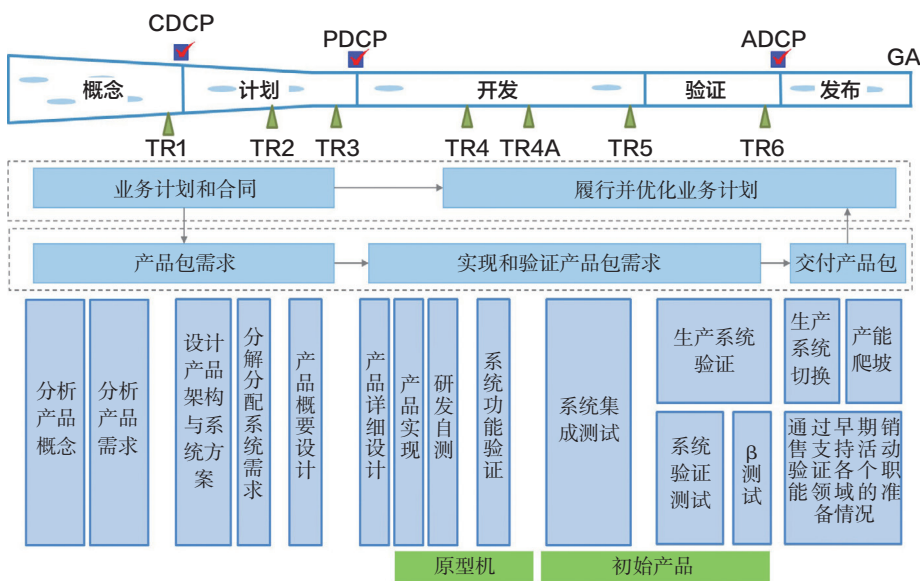 CDCP
PDCP
ADCP
GA
概念
计划
开发
验证
发布
TR1
TR2
TR3
TR4
TR4A
TR5
TR6
业务计划和合同
履行并优化业务计划
产品包需求
实现和验证产品包需求
交付产品包
分析
产品
概念
分析
产品
需求
设计
产品
架构
与系
统方
案
分解分配系统需求
产品概要设计
产品详细设计
产品实现
研发自测
系统功能验证
系统集
成测试
生产系统
验证
系统
验证
测试
β
测
试
生产
系统
切换
产能
爬坡
通过早期销
售支持活动
验证各个职
能领域的准
备情况
原型机
初始产品